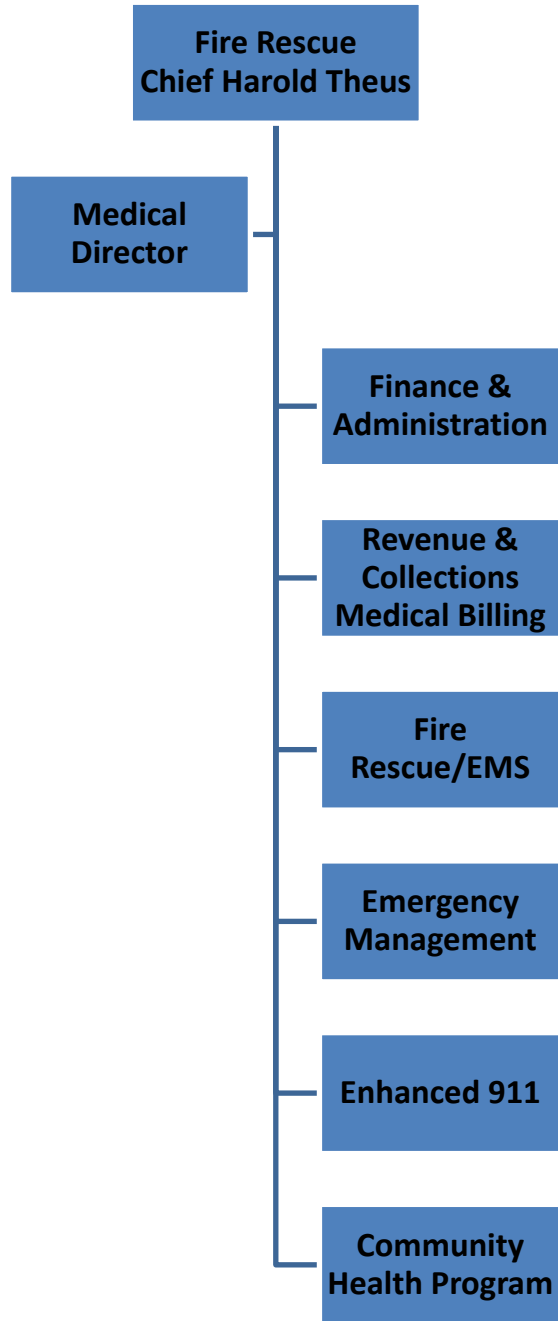 Fire Rescue
Chief Harold Theus
Medical
Director
Finance &
Administration
Revenue &
Collections
Medical Billing
Fire
Rescue/EMS
Emergency
Management
Enhanced 911
Community
Health Program